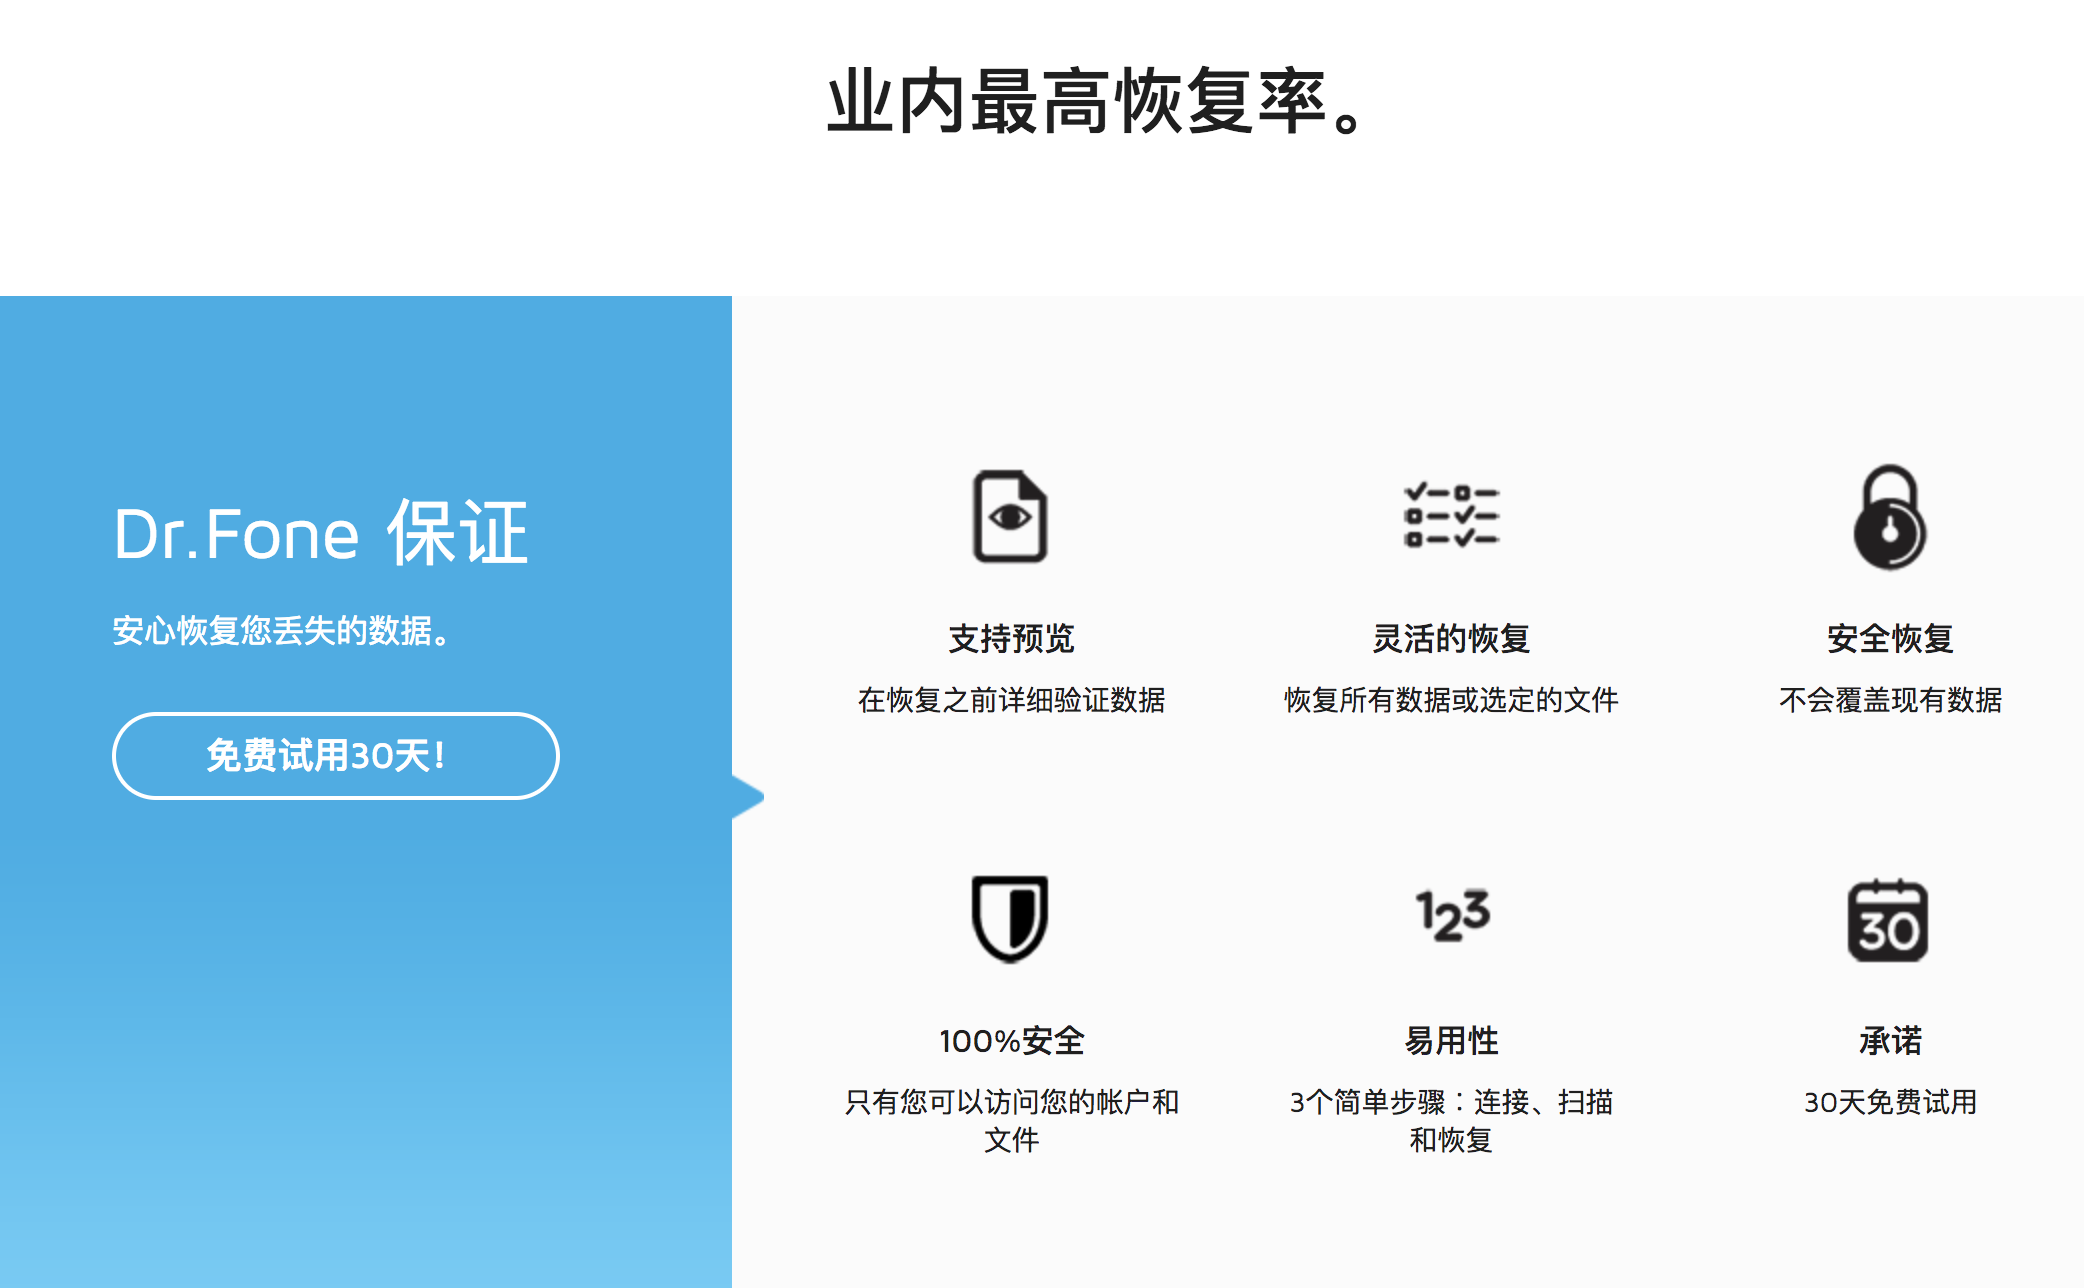 业内最高恢复率。
Dr.Fone 保证
安心恢复您丢失的数据。
免费试用30天！
支持预览
在恢复之前详细验证数据
灵活的恢复
恢复所有数据或选定的文件
安全恢复
不会覆盖现有数据
100%安全
只有您可以访问您的帐户和
文件
123
易用性
3个简单步骤：连接、扫描
和恢复
30
承诺
30天免费试用